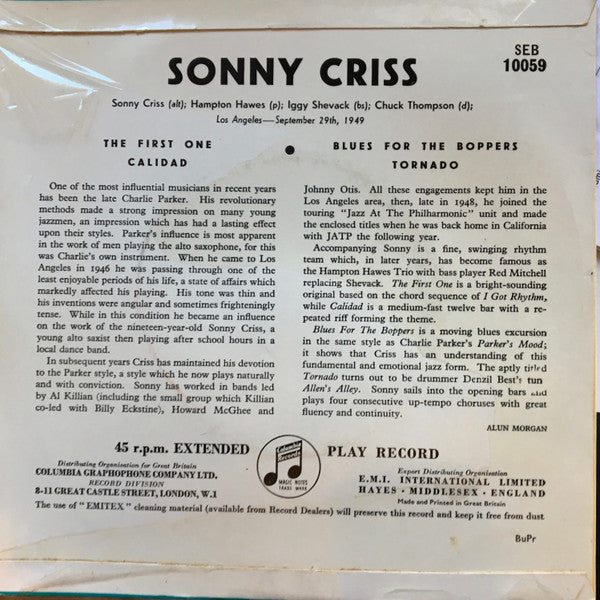 SEB
10059
SONNY CRISS
Sonny Criss (alt); Hampton Hawes (p); Iggy Shevack (bs); Chuck Thompson (d);
Los Angeles—September 29th, 1949
THE FIRST ONE
CALIDAD
●
BLUES FOR THE BOPPERS
TORNADO
One of the most influential musicians in recent years
has been the late Charlie Parker. His revolutionary
methods made a strong impression on many young
jazzmen, an impression which has had a lasting effect
upon their styles. Parker's influence is most apparent
in the work of men playing the alto saxophone, for this
was Charlie's own instrument. When he came to Los
Angeles in 1946 he was passing through one of the
least enjoyable periods of his life, a state of affairs which
markedly affected his playing. His tone was thin and
his inventions were angular and sometimes frighteningly
tense. While in this condition he became an influence
on the work of the nineteen-year-old Sonny Criss, a
young alto saxist then playing after school hours in a
local dance band.
In subsequent years Criss has maintained his devotion
to the Parker style, a style which he now plays naturally
and with conviction. Sonny has worked in bands led
by Al Killian (including the small group which Killian
co-led with Billy Eckstine), Howard McGhee and
Johnny Otis. All these engagements kept him in the
Los Angeles area, then, late in 1948, he joined the
touring "Jazz At The Philharmonic" unit and made
the enclosed titles when he was back home in California
with JATP the following year.
Accompanying Sonny is a fine, swinging rhythm
team which, in later years, has become famous as
the Hampton Hawes Trio with bass player Red Mitchell
replacing Shevack. The First One is a bright-sounding
original based on the chord sequence of I Got Rhythm,
while Calidad is a medium-fast twelve bar with a re-
peated riff forming the theme.
Blues For The Boppers is a moving blues excursion
in the same style as Charlie Parker's Parker's Mood;
it shows that Criss has an understanding of this
fundamental and emotional jazz form. The aptly titled
Tornado turns out to be drummer Denzil Best's tun
Allen's Alley. Sonny sails into the opening bars and
plays four consecutive up-tempo choruses with great
fluency and continuity.
ALUN MORGAN
45 r.p.m. EXTENDED PLAY RECORD
Columbia
Records
MAGIC NOTES
TRADE MARK
Distributing Organisation for Great Britain
COLUMBIA GRAPHOPHONE COMPANY LTD.
RECORD DIVISION
8-11 GREAT CASTLE STREET, LONDON, W.1
Export Distributing Organisation
E.M.I. INTERNATIONAL LIMITED
HAYES · MIDDLESEX · ENGLAND
Made and Printed in Great Britain
The use of "EMITEX" cleaning material (available from Record Dealers) will preserve this record and keep it free from dust
BuPr